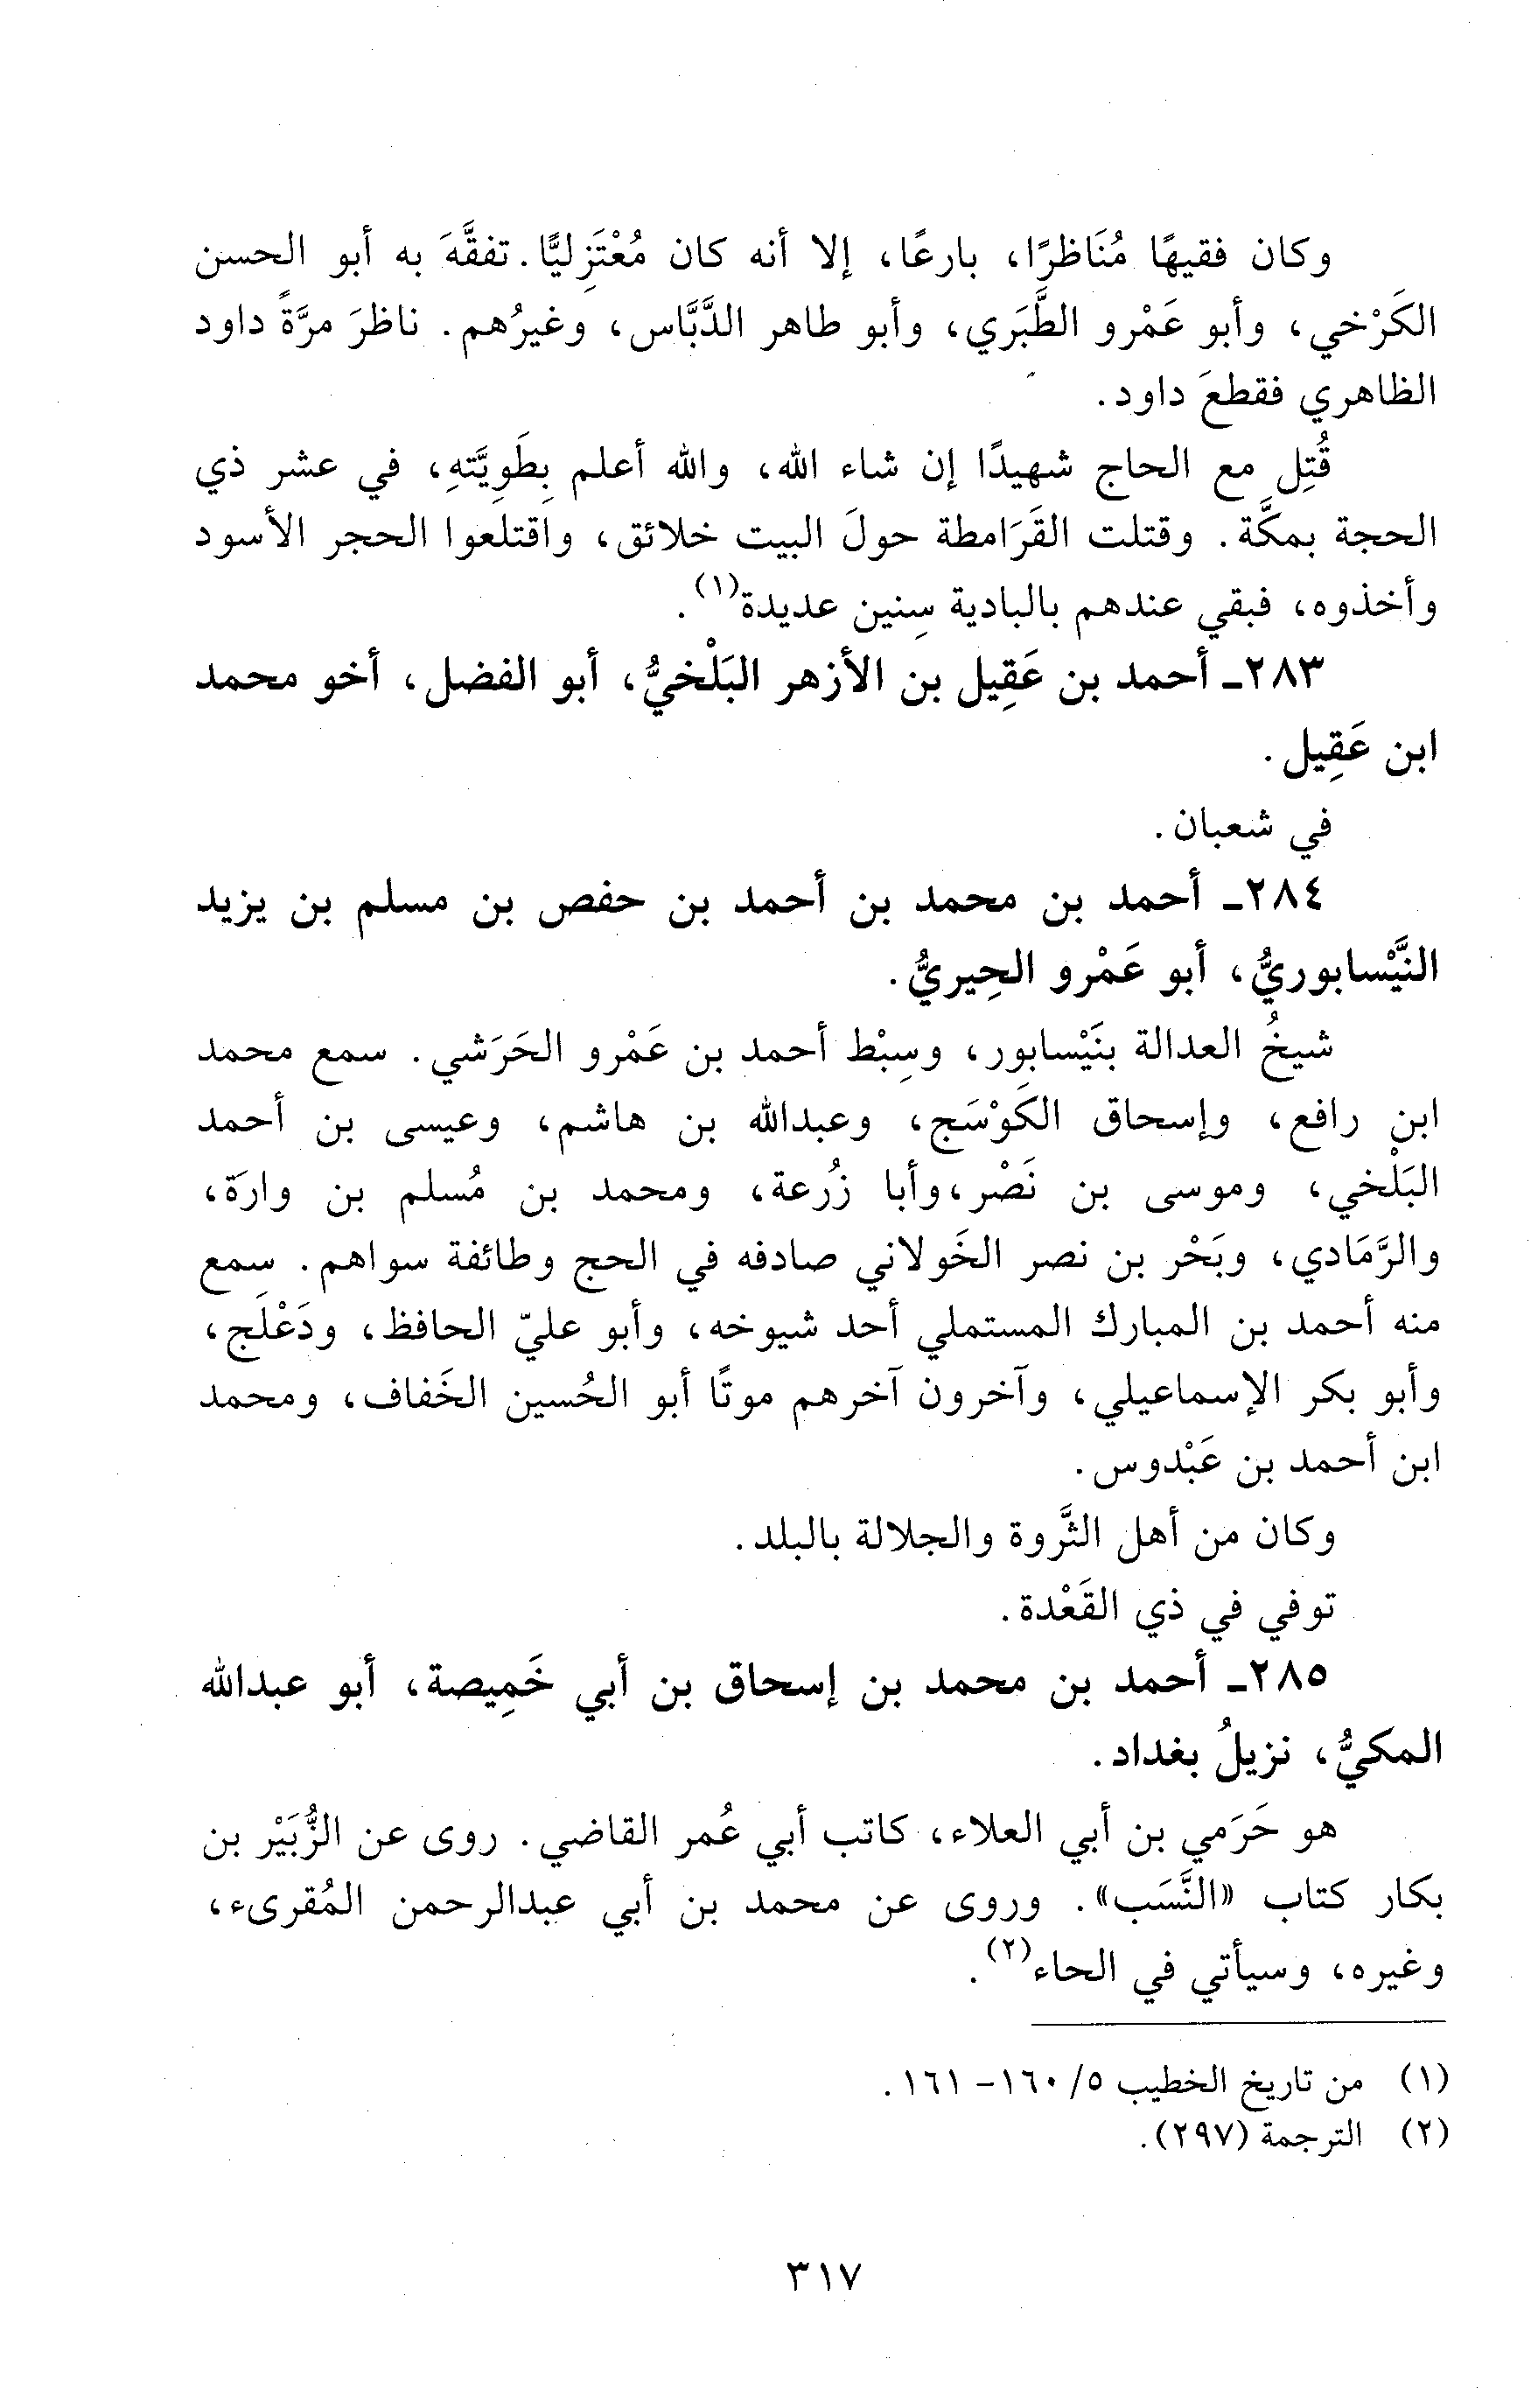 وكان فقيهًا مُنَاظرًا، بارعًا، إلا أنه كان مُعْتَزِليًّا. تفقَّهَ به أبو الحسن
الكَرْخي، وأبو عَمْرو الطَّبَري، وأبو طاهر الدَّبَّاس، وغيرُهم. ناظرَ مرَّةً داود
الظاهري فقطعَ داود.
قُتِل مع الحاج شهيدًا إن شاء الله، والله أعلم بِطَوِيَّتهِ، في عشر ذي
الحجة بمكَّة. وقتلت القَرَامطة حولَ البيت خلائق، واقتلعوا الحجر الأسود
وأخذوه، فبقي عندهم بالبادية سِنين عديدة(١).
٢٨٣ـ أحمد بن عَقِيل بن الأزهر البَلْخيُّ، أبو الفضل، أخو محمد
ابن عَقِيل.
في شعبان.
٢٨٤ـ أحمد بن محمد بن أحمد بن حفص بن مسلم بن يزيد
النَّيْسابوريُّ، أبو عَمْرو الحِيريُّ.
شيخُ العدالة بنَيْسابور، وسِبْط أحمد بن عَمْرو الحَرَشي. سمع محمد
ابن رافع، وإسحاق الكَوْسَج، وعبدالله بن هاشم، وعيسى بن أحمد
البَلْخي، وموسى بن نَصْر، وأبا زُرعة، ومحمد بن مُسلم بن وارَة،
والرَّمَادي، وبَحْر بن نصر الخَولاني صادفه في الحج وطائفة سواهم. سمع
منه أحمد بن المبارك المستملي أحد شيوخه، وأبو عليّ الحافظ، ودَعْلَج،
وأبو بكر الإسماعيلي، وآخرون آخرهم موتًا أبو الحُسين الخَفاف، ومحمد
ابن أحمد بن عَبْدوس.
وكان من أهل الثَّروة والجلالة بالبلد.
توفي في ذي القَعْدة.
٢٨٥ـ أحمد بن محمد بن إسحاق بن أبي خَمِيصة، أبو عبدالله
المكيُّ، نزيلُ بغداد.
هو حَرَمي بن أبي العلاء، كاتب أبي عُمر القاضي. روى عن الزُّبَيْر بن
بكار كتاب «النَّسَب». وروى عن محمد بن أبي عبدالرحمن المُقرىء،
وغيره، وسيأتي في الحاء(٢).
(١) من تاريخ الخطيب ٥/ ١٦٠- ١٦١.
(٢) الترجمة (٢٩٧).
٣١٧